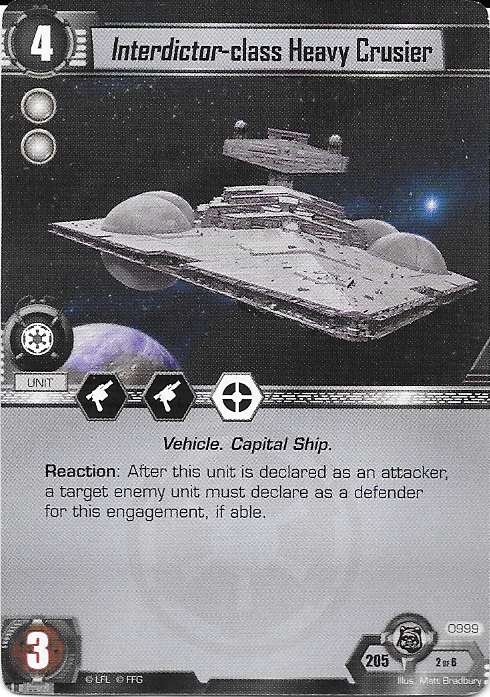 4
Interdictor-class Heavy Crusier
UNIT
Vehicle. Capital Ship.
Reaction: After this unit is declared as an attacker,
a target enemy unit must declare as a defender
for this engagement, if able.
3
© LFL © FFG
0999
205
2 OF 6
Illus. Matt Bradbury